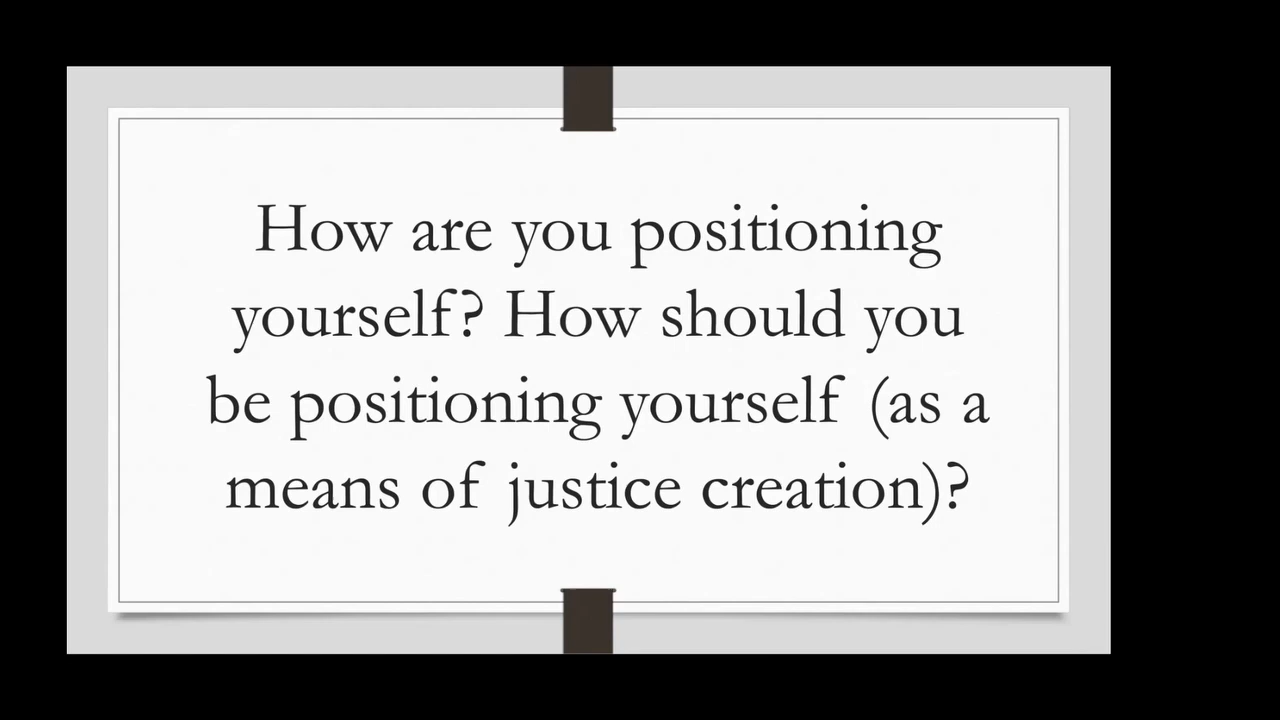 How are you positioning
yourself? How should you
be positioning yourself (as a
means of justice creation)?